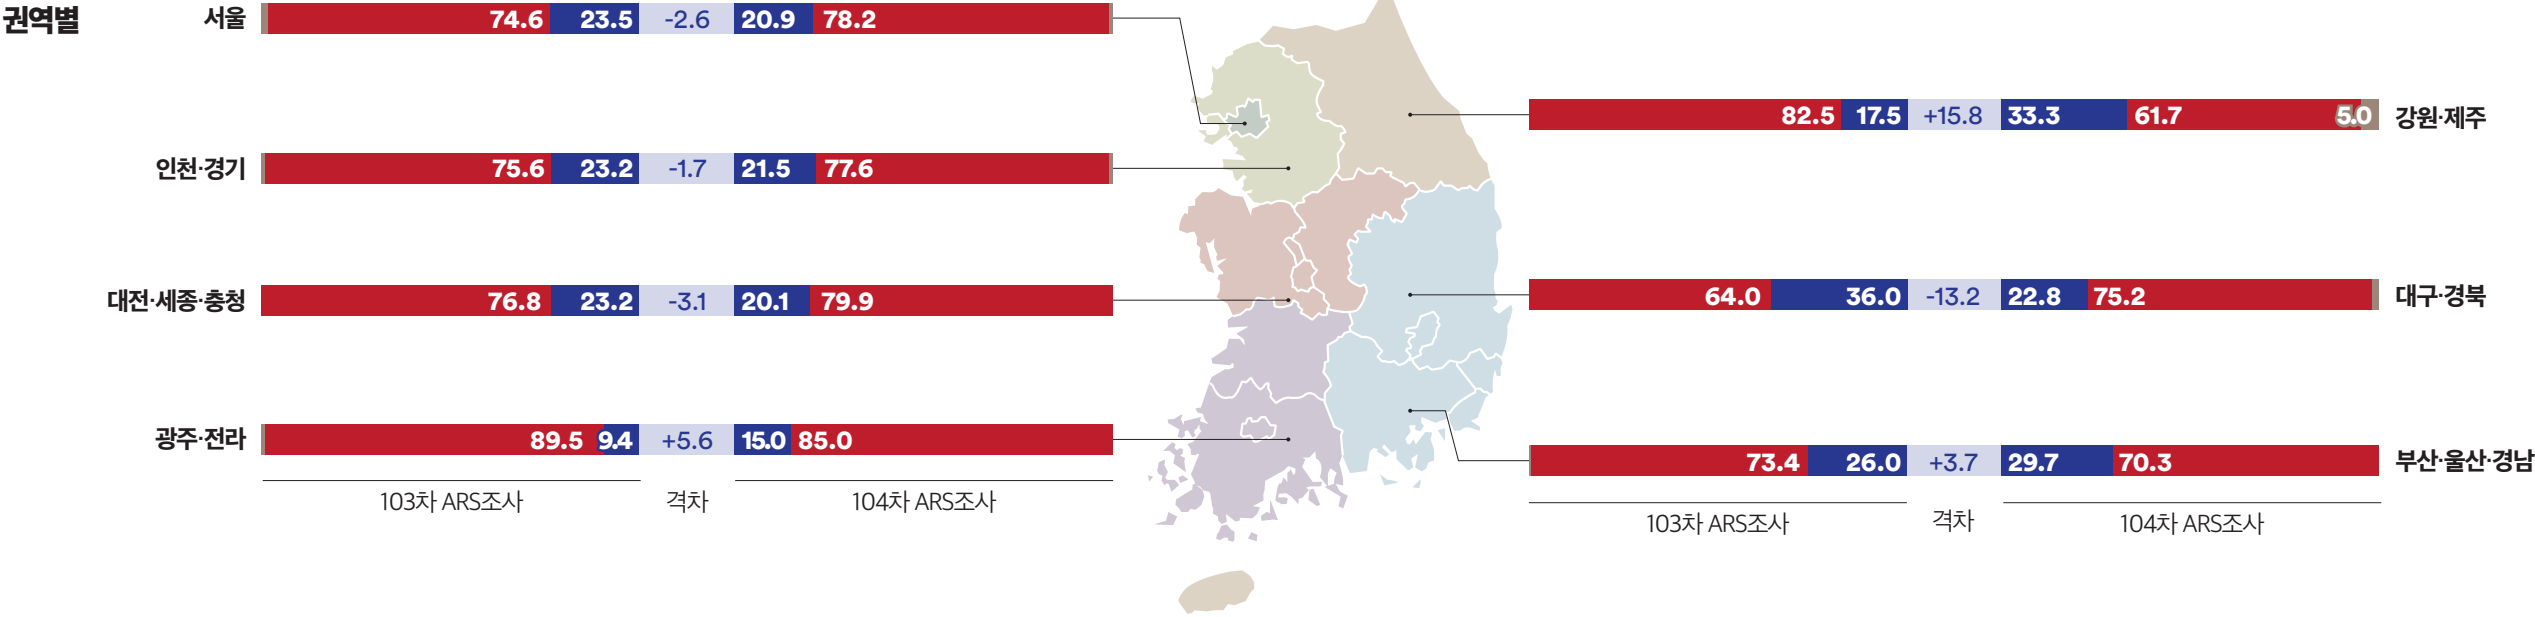 권역별
서울 74.6 23.5 -2.6 20.9 78.2
인천·경기 75.6 23.2 -1.7 21.5 77.6
대전·세종·충청 76.8 23.2 -3.1 20.1 79.9
광주·전라 89.5 9.4 +5.6 15.0 85.0
103차 ARS조사 격차 104차 ARS조사
82.5 17.5 +15.8 33.3 61.7 5.0 강원·제주
64.0 36.0 -13.2 22.8 75.2 대구·경북
73.4 26.0 +3.7 29.7 70.3 부산·울산·경남
103차 ARS조사 격차 104차 ARS조사